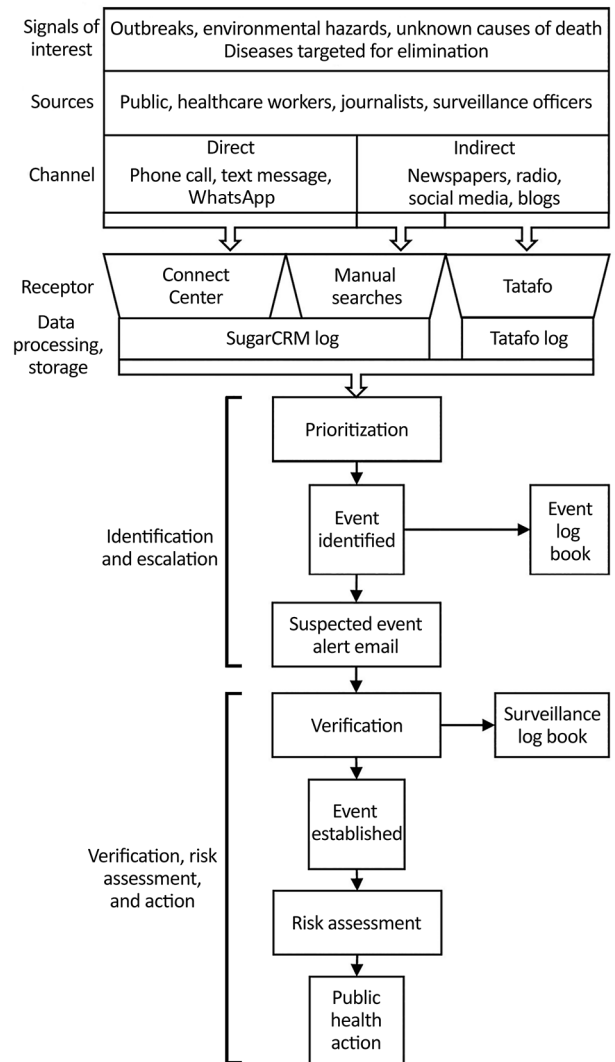 Signals of
interest
Outbreaks, environmental hazards, unknown causes of death
Diseases targeted for elimination
Sources
Public, healthcare workers, journalists, surveillance officers
Channel
Direct
Phone call, text message,
WhatsApp
Indirect
Newspapers, radio,
social media, blogs
Receptor
Connect
Center
Manual
searches
Tatafo
Data
processing,
storage
SugarCRM log
Tatafo log
Identification
and escalation
Prioritization
Event
identified
Event
log
book
Suspected event
alert email
Verification, risk
assessment,
and action
Verification
Surveillance
log book
Event
established
Risk assessment
Public
health
action